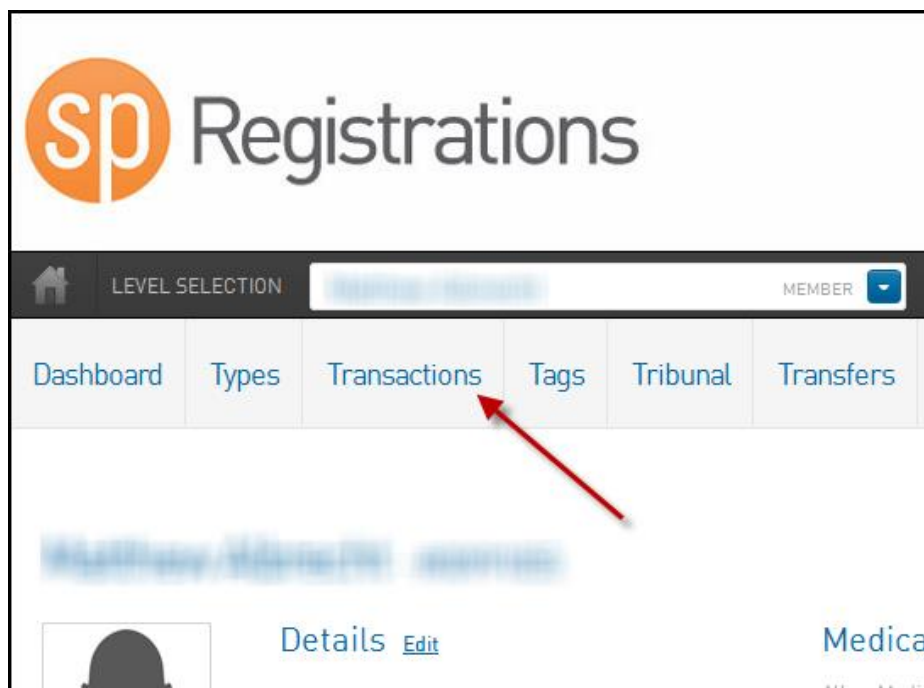 sp Registrations
LEVEL SELECTION MEMBER
Dashboard Types Transactions Tags Tribunal Transfers
Details Edit Medica